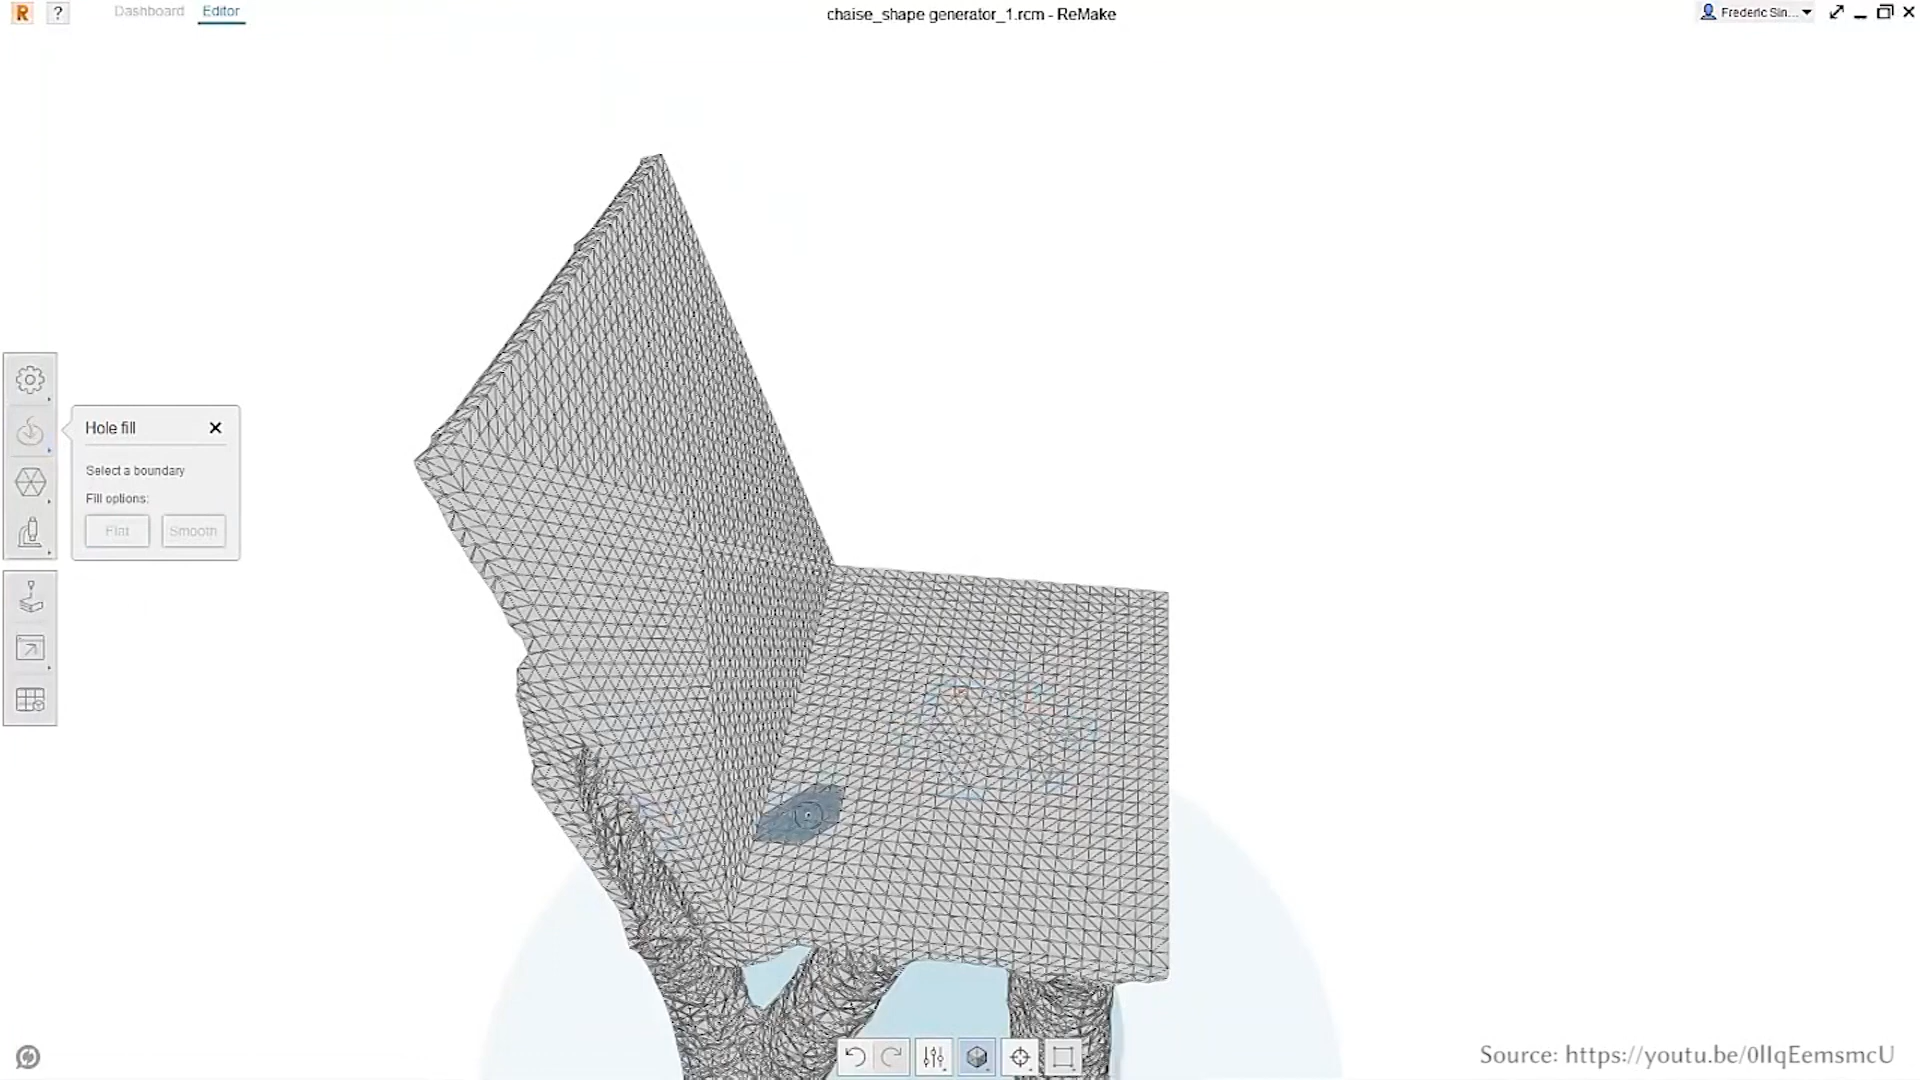 R ? Dashboard Editor chaise_shape generator_1.rcm - ReMake Frederic Sin...
Hole fill
Select a boundary
Fill options:
Flat Smooth
Source: https://youtu.be/0lIqEemsmcU